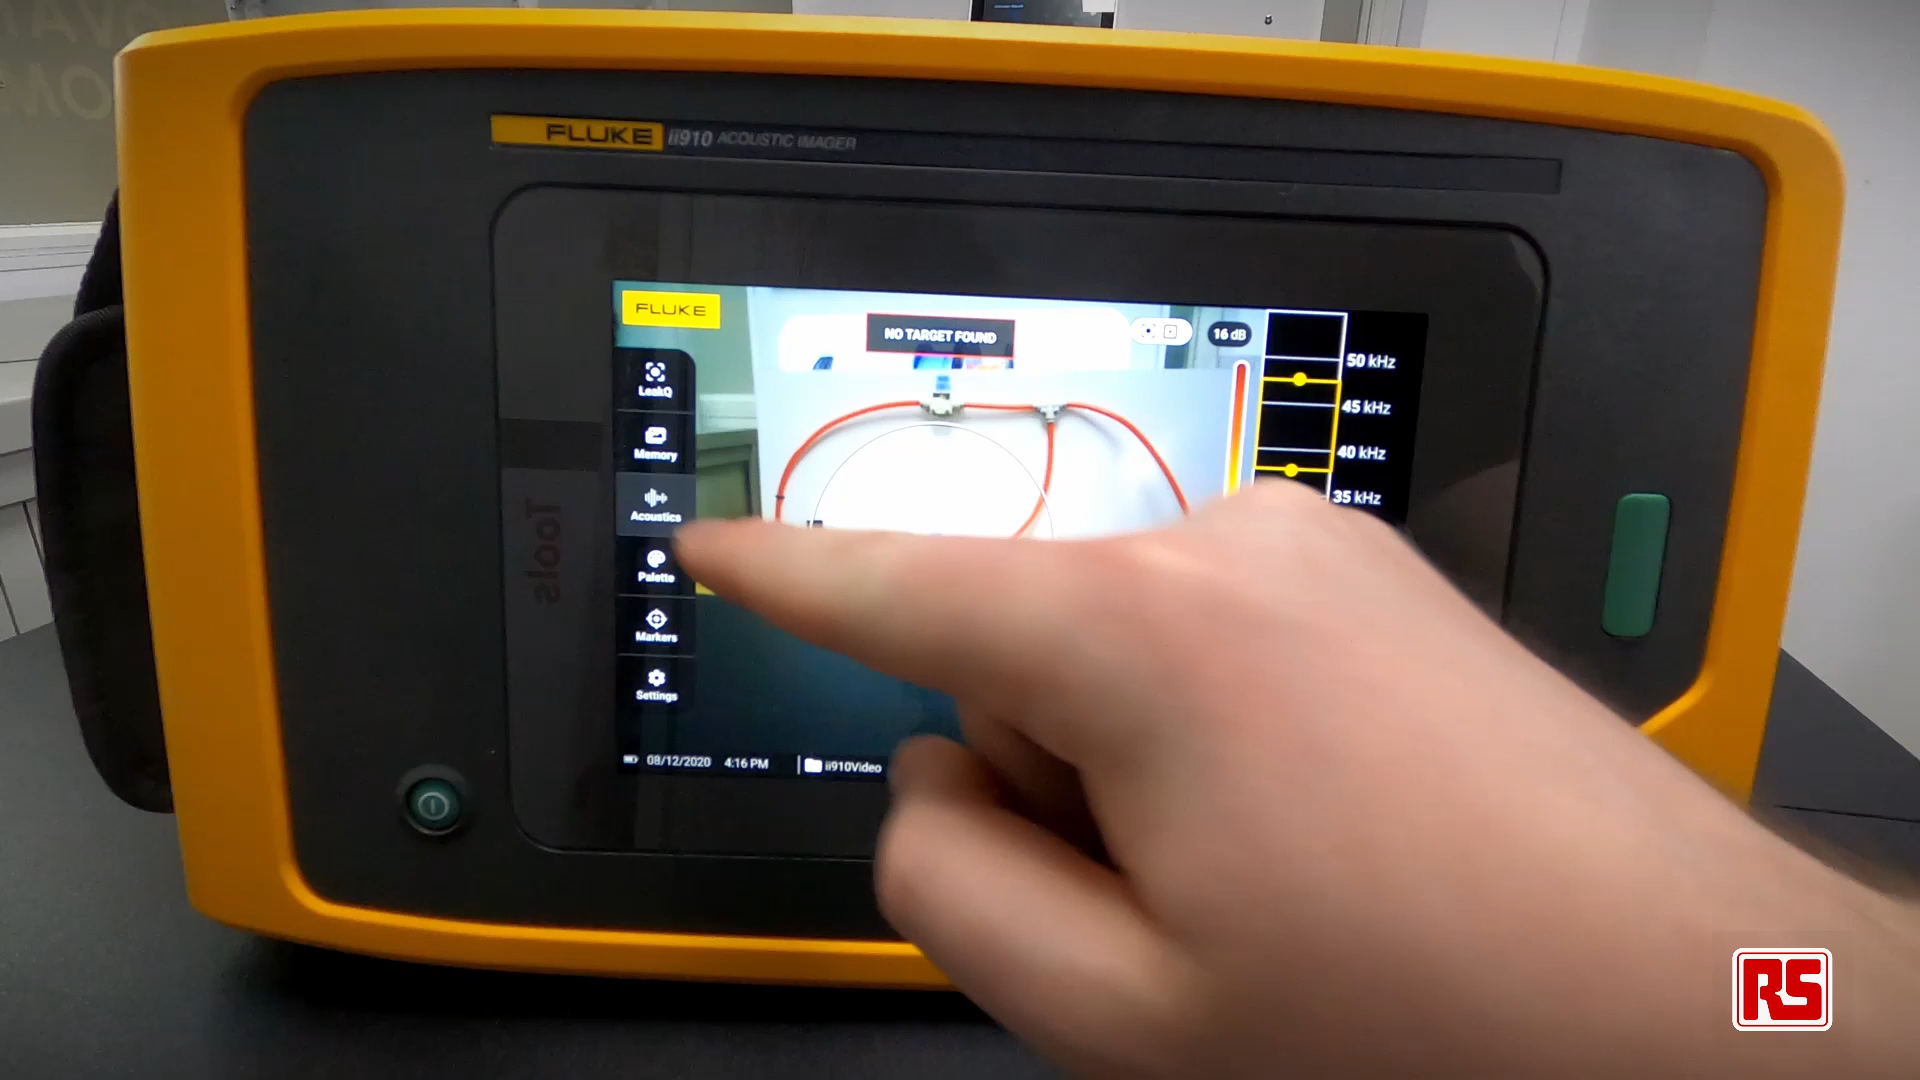 FLUKE ii910 ACOUSTIC IMAGER
FLUKE
NO TARGET FOUND
16 dB
50 kHz
45 kHz
40 kHz
35 kHz
LeakQ
Memory
Acoustics
Palette
Markers
Settings
08/12/2020 4:16 PM ii910Video
Tools
RS